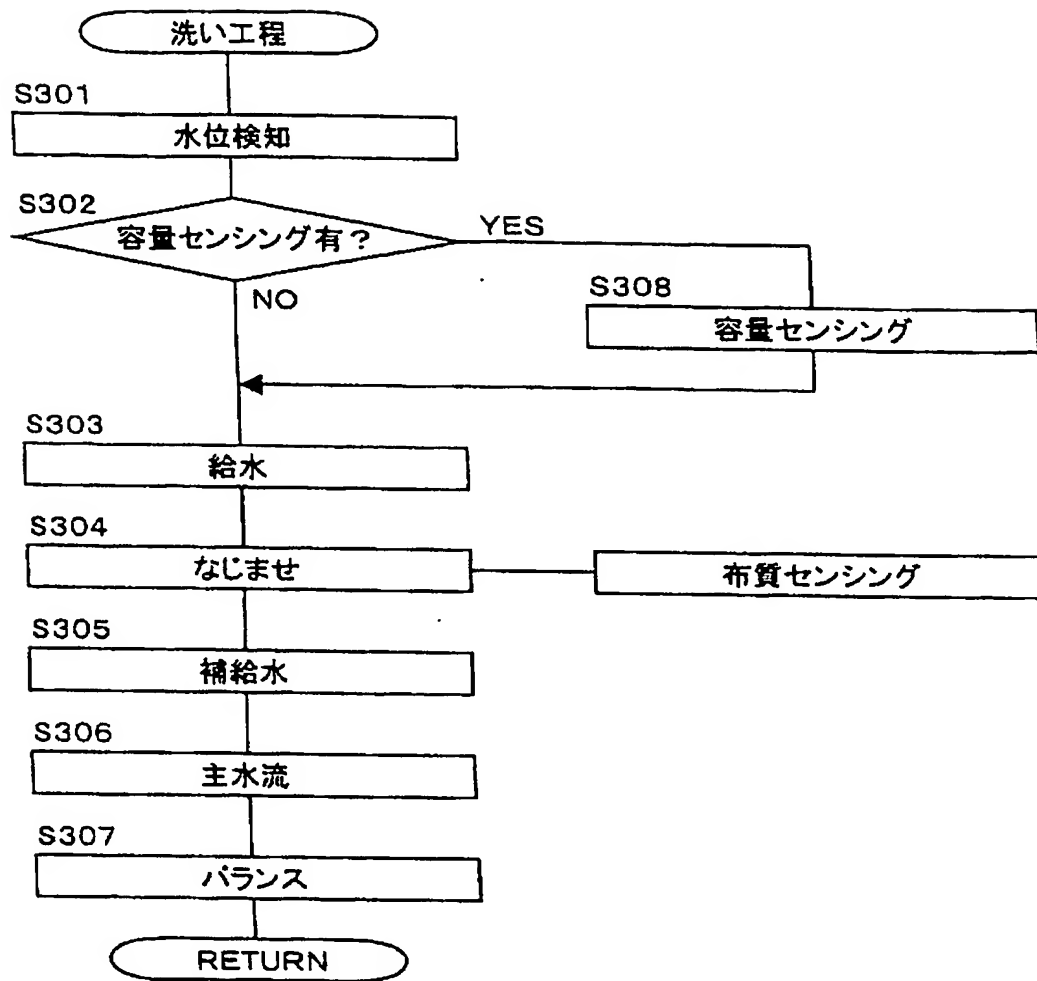 洗い工程
S301
水位検知
S302
容量センシング有？
YES
NO
S308
容量センシング
S303
給水
S304
なじませ
布質センシング
S305
補給水
S306
主水流
S307
バランス
RETURN